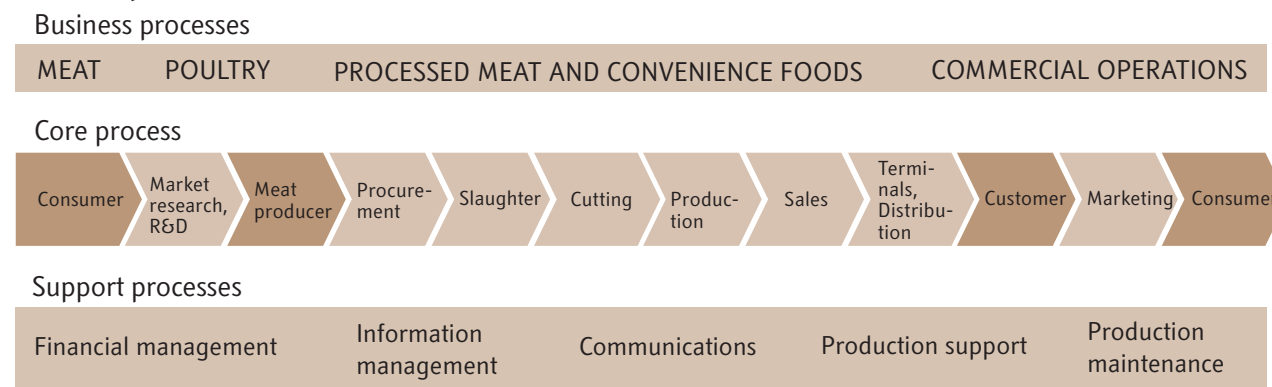 Business processes
MEAT POULTRY PROCESSED MEAT AND CONVENIENCE FOODS COMMERCIAL OPERATIONS
Core process
Consumer
Market
research,
R&D
Meat
producer
Procure-
ment
Slaughter
Cutting
Produc-
tion
Sales
Termi-
nals,
Distribu-
tion
Customer
Marketing
Consumer
Support processes
Financial management
Information
management
Communications
Production support
Production
maintenance